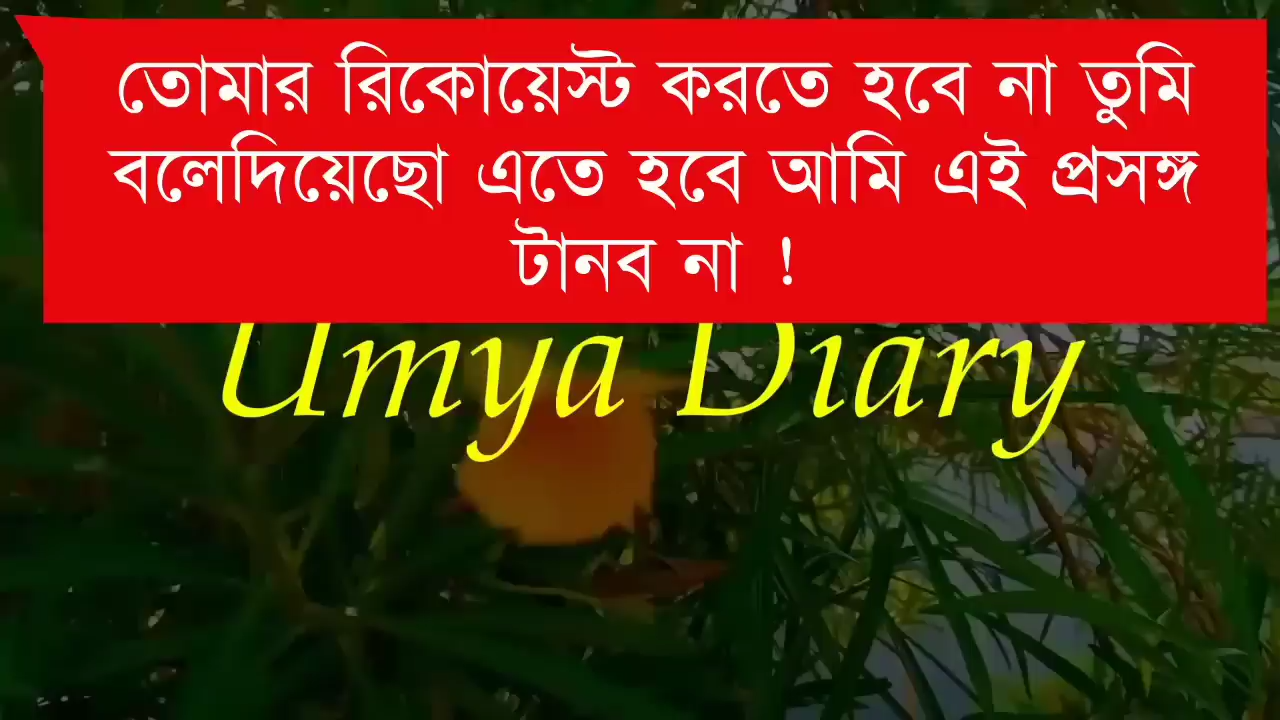 তোমার রিকোয়েস্ট করতে হবে না তুমি
বলেদিয়েছো এতে হবে আমি এই প্রসঙ্গ
টানব না !
Umya Diary